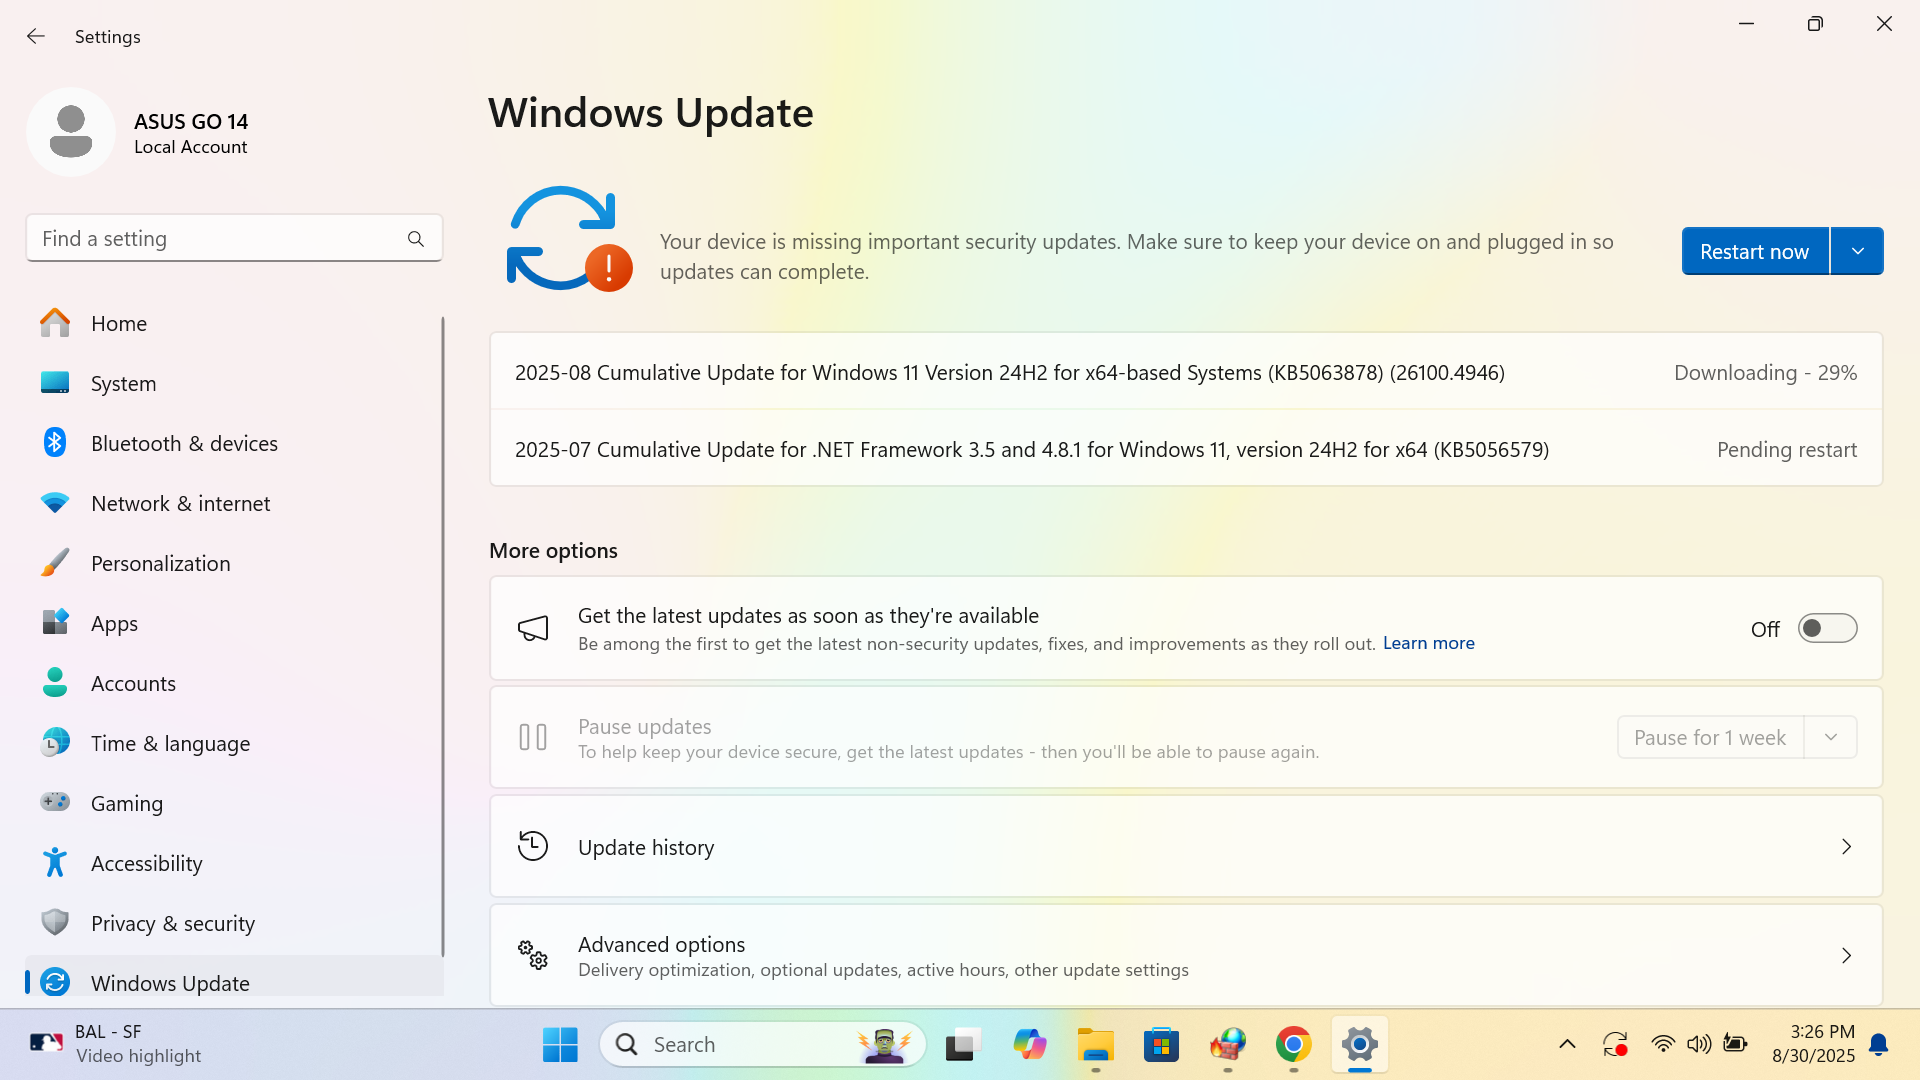 Settings
ASUS GO 14
Local Account
Find a setting
Home
System
Bluetooth & devices
Network & internet
Personalization
Apps
Accounts
Time & language
Gaming
Accessibility
Privacy & security
Windows Update
Windows Update
Your device is missing important security updates. Make sure to keep your device on and plugged in so
updates can complete.
Restart now
2025-08 Cumulative Update for Windows 11 Version 24H2 for x64-based Systems (KB5063878) (26100.4946)
Downloading - 29%
2025-07 Cumulative Update for .NET Framework 3.5 and 4.8.1 for Windows 11, version 24H2 for x64 (KB5056579)
Pending restart
More options
Get the latest updates as soon as they're available
Be among the first to get the latest non-security updates, fixes, and improvements as they roll out. Learn more
Off
Pause updates
To help keep your device secure, get the latest updates - then you'll be able to pause again.
Pause for 1 week
Update history
Advanced options
Delivery optimization, optional updates, active hours, other update settings
BAL - SF
Video highlight
Search
3:26 PM
8/30/2025